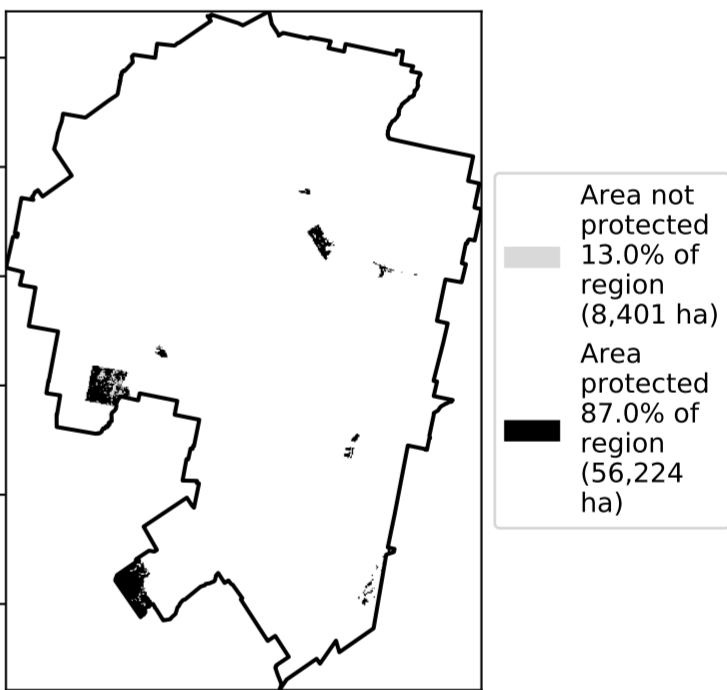 Area not
protected
13.0% of
region
(8,401 ha)
Area
protected
87.0% of
region
(56,224
ha)